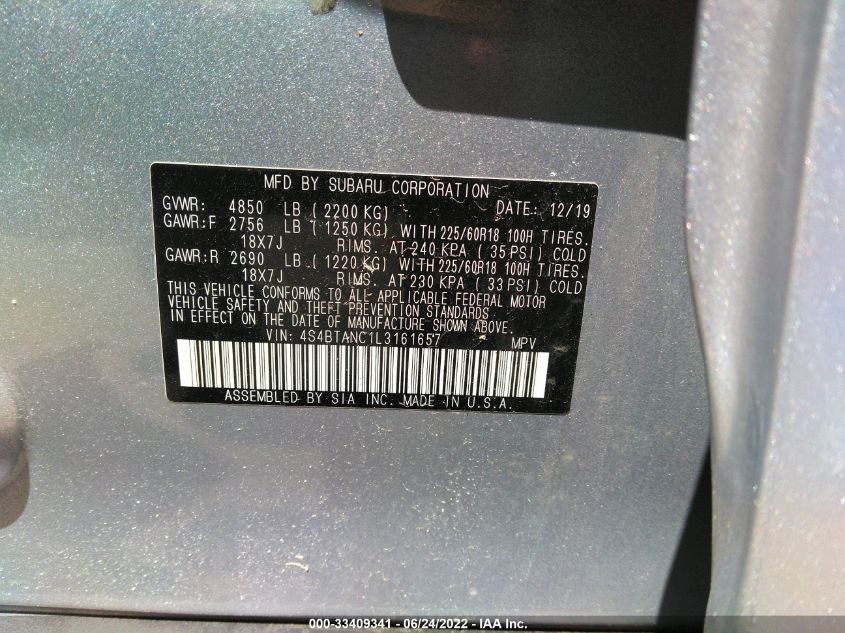 MFD BY SUBARU CORPORATION
GVWR: 4850 LB ( 2200 KG) DATE: 12/19
GAWR:F 2756 LB ( 1250 KG) WITH 225/60R18 100H TIRES.
18X7J RIMS. AT 240 KPA ( 35 PSI) COLD
GAWR:R 2690 LB ( 1220 KG) WITH 225/60R18 100H TIRES.
18X7J RIMS. AT 230 KPA ( 33 PSI) COLD
THIS VEHICLE CONFORMS TO ALL APPLICABLE FEDERAL MOTOR
VEHICLE SAFETY AND THEFT PREVENTION STANDARDS
IN EFFECT ON THE DATE OF MANUFACTURE SHOWN ABOVE.
VIN: 4S4BTANC1L3161657 MPV
ASSEMBLED BY SIA INC. MADE IN U.S.A.
000-33409341 - 06/24/2022 - IAA Inc.